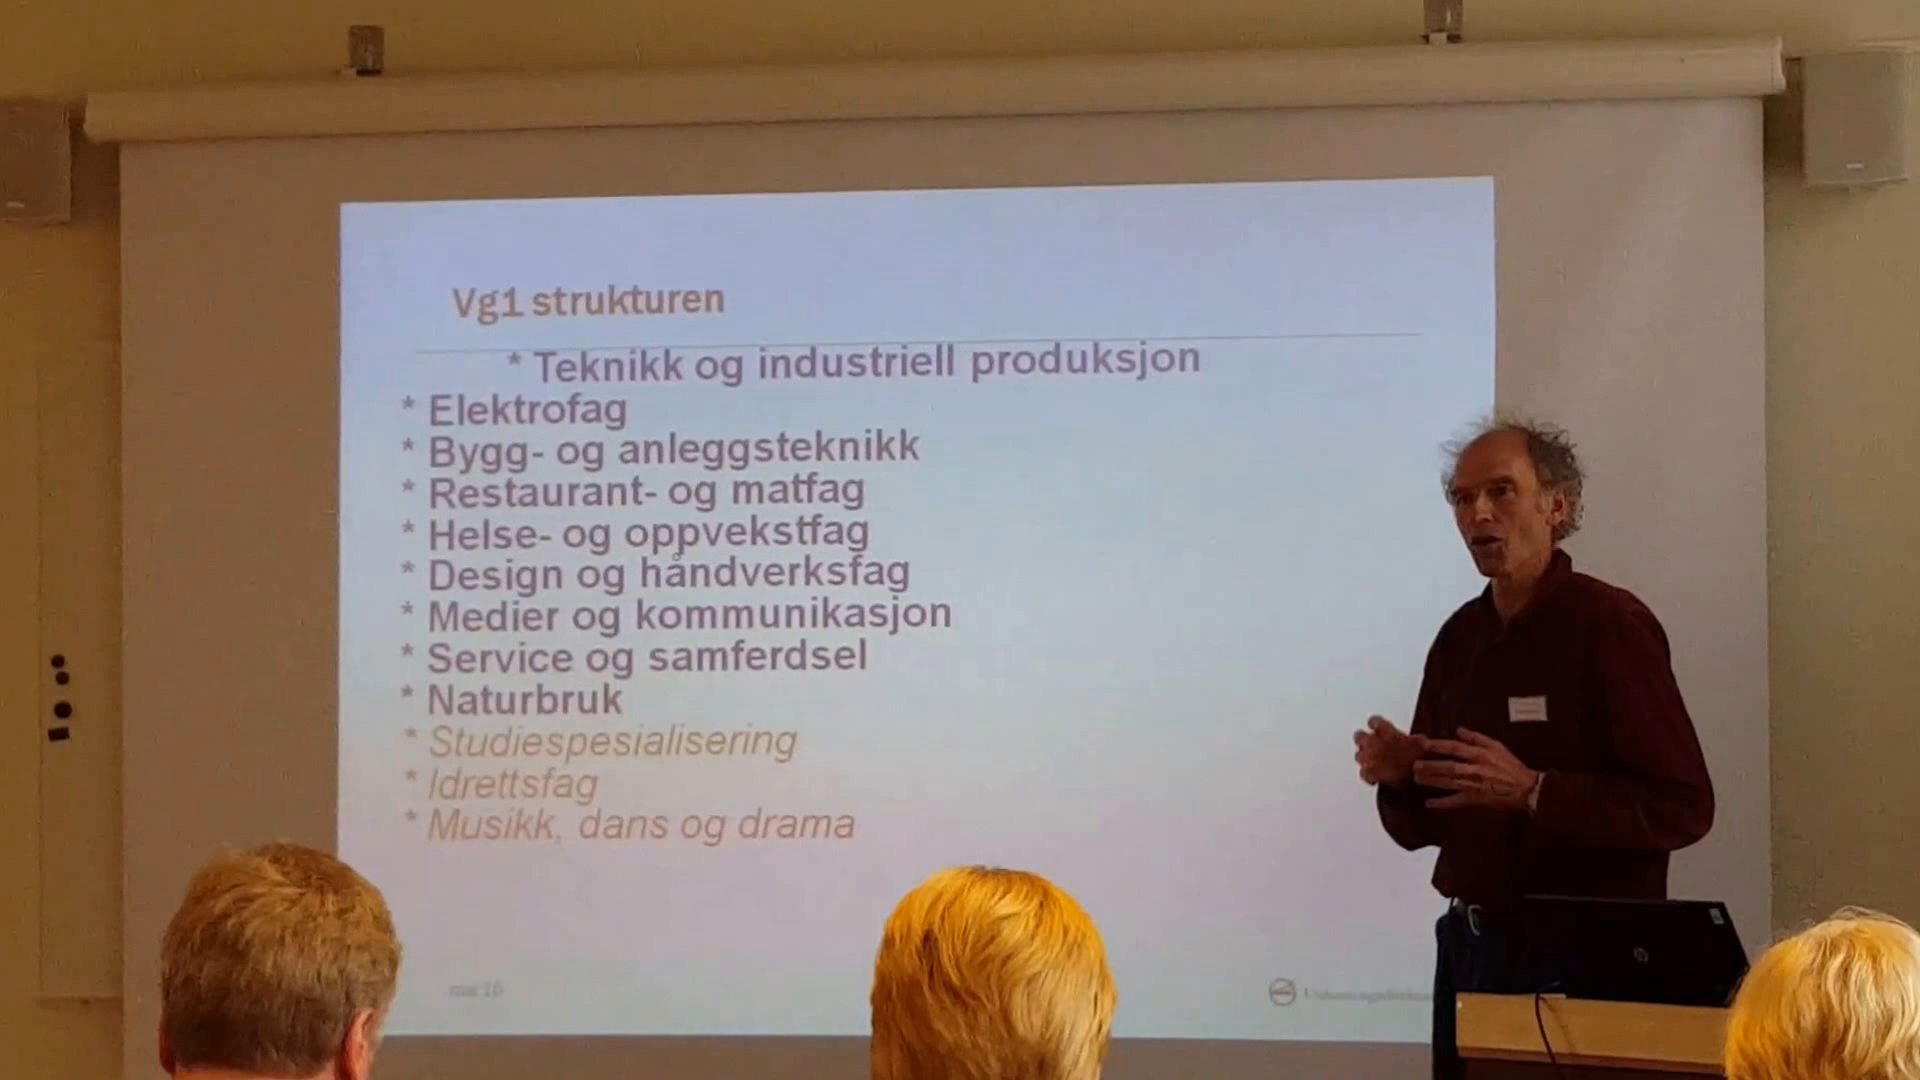 Vg1 strukturen
* Teknikk og industriell produksjon
* Elektrofag
* Bygg- og anleggsteknikk
* Restaurant- og matfag
* Helse- og oppvekstfag
* Design og håndverksfag
* Medier og kommunikasjon
* Service og samferdsel
* Naturbruk
* Studiespesialisering
* Idrettsfag
* Musikk, dans og drama